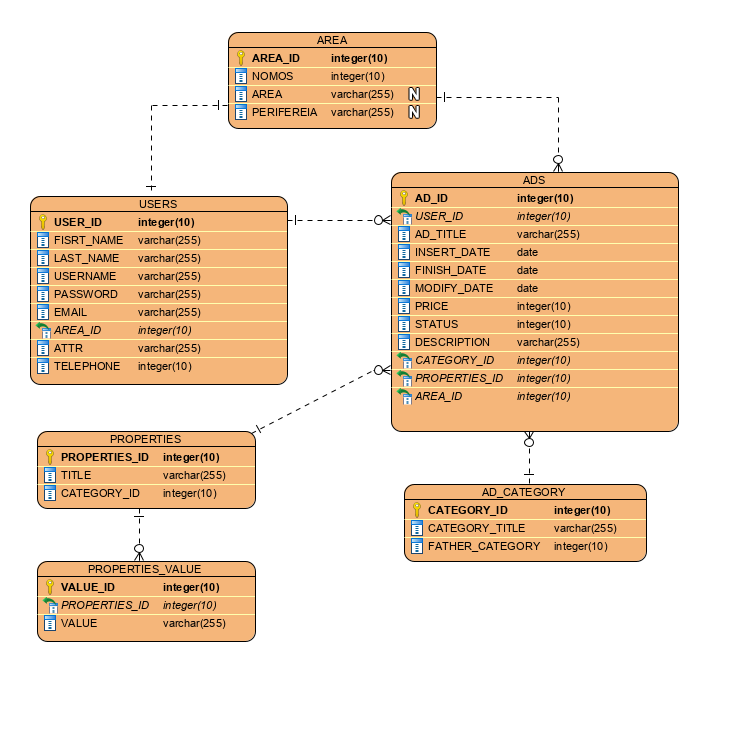 AREA
AREA_ID integer(10)
NOMOS integer(10)
AREA varchar(255) N
PERIFEREIA varchar(255) N
USERS
USER_ID integer(10)
FISRT_NAME varchar(255)
LAST_NAME varchar(255)
USERNAME varchar(255)
PASSWORD varchar(255)
EMAIL varchar(255)
AREA_ID integer(10)
ATTR varchar(255)
TELEPHONE integer(10)
ADS
AD_ID integer(10)
USER_ID integer(10)
AD_TITLE varchar(255)
INSERT_DATE date
FINISH_DATE date
MODIFY_DATE date
PRICE integer(10)
STATUS integer(10)
DESCRIPTION varchar(255)
CATEGORY_ID integer(10)
PROPERTIES_ID integer(10)
AREA_ID integer(10)
PROPERTIES
PROPERTIES_ID integer(10)
TITLE varchar(255)
CATEGORY_ID integer(10)
AD_CATEGORY
CATEGORY_ID integer(10)
CATEGORY_TITLE varchar(255)
FATHER_CATEGORY integer(10)
PROPERTIES_VALUE
VALUE_ID integer(10)
PROPERTIES_ID integer(10)
VALUE varchar(255)